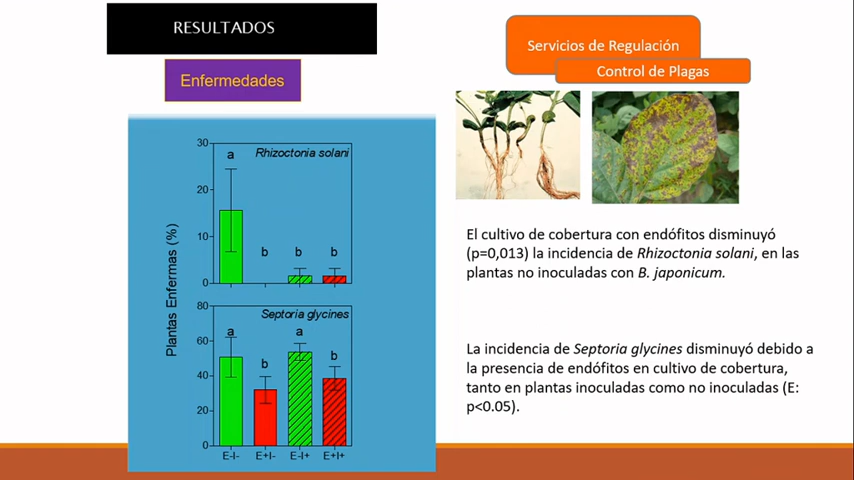 RESULTADOS
Enfermedades
Servicios de Regulación
Control de Plagas
Plantas Enfermas (%)
30
20
10
0
Rhizoctonia solani
a
b
b
b
80
60
40
20
0
Septoria glycines
a
b
a
b
E-I-
E+I-
E-I+
E+I+
El cultivo de cobertura con endófitos disminuyó
(p=0,013) la incidencia de Rhizoctonia solani, en las
plantas no inoculadas con B. japonicum.
La incidencia de Septoria glycines disminuyó debido a
la presencia de endófitos en cultivo de cobertura,
tanto en plantas inoculadas como no inoculadas (E:
p<0.05).